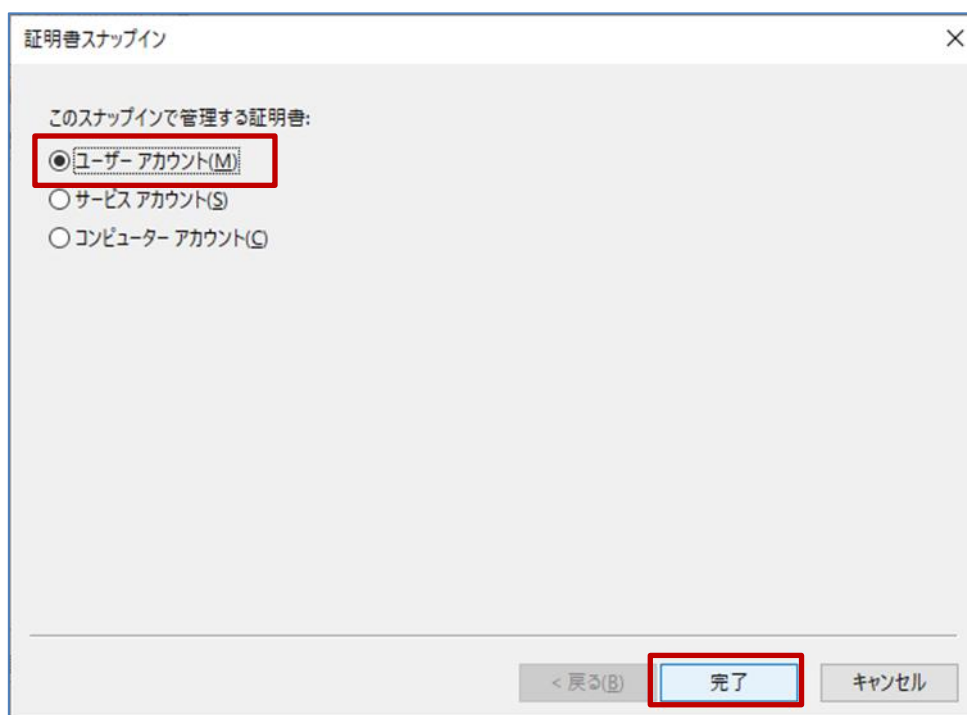 証明書スナップイン
このスナップインで管理する証明書:
ユーザー アカウント(M)
サービス アカウント(S)
コンピューター アカウント(C)
< 戻る(B)
完了
キャンセル